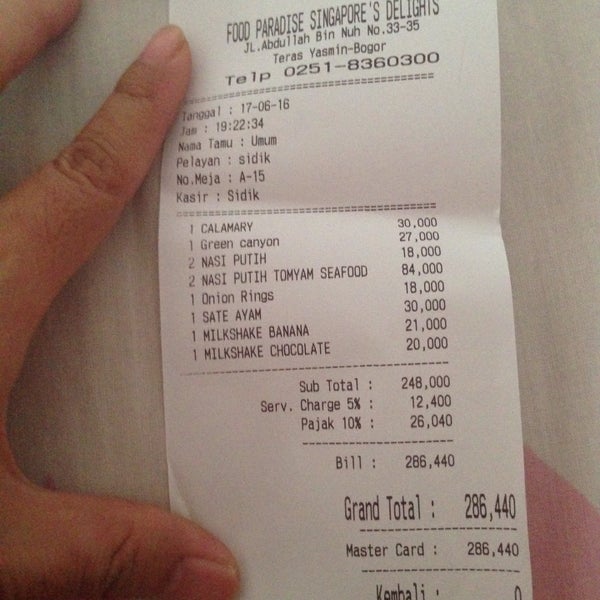 FOOD PARADISE SINGAPORE'S DELIGHTS
JL.Abdullah Bin Nuh No.33-35
Teras Yasmin-Bogor
Telp 0251-8360300
Tanggal : 17-06-16
Jam : 19:22:34
Nama Tamu : Umum
Pelayan : sidik
No.Meja : A-15
Kasir : Sidik
1 CALAMARY 30,000
1 Green canyon 27,000
2 NASI PUTIH 18,000
2 NASI PUTIH TOMYAM SEAFOOD 84,000
1 Onion Rings 18,000
1 SATE AYAM 30,000
1 MILKSHAKE BANANA 21,000
1 MILKSHAKE CHOCOLATE 20,000
Sub Total : 248,000
Serv. Charge 5% : 12,400
Pajak 10% : 26,040
Bill : 286,440
Grand Total : 286,440
Master Card : 286,440
Kembali : 0